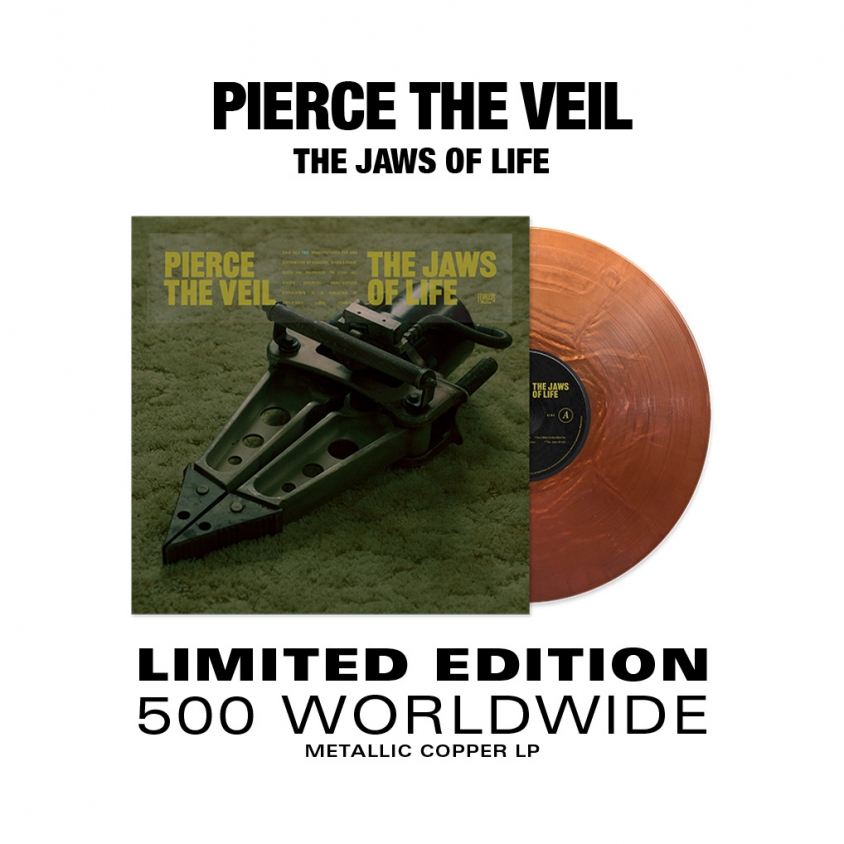 PIERCE THE VEIL
THE JAWS OF LIFE
PIERCE
THE VEIL
THE JAWS
OF LIFE
THE JAWS
OF LIFE
A
LIMITED EDITION
500 WORLDWIDE
METALLIC COPPER LP